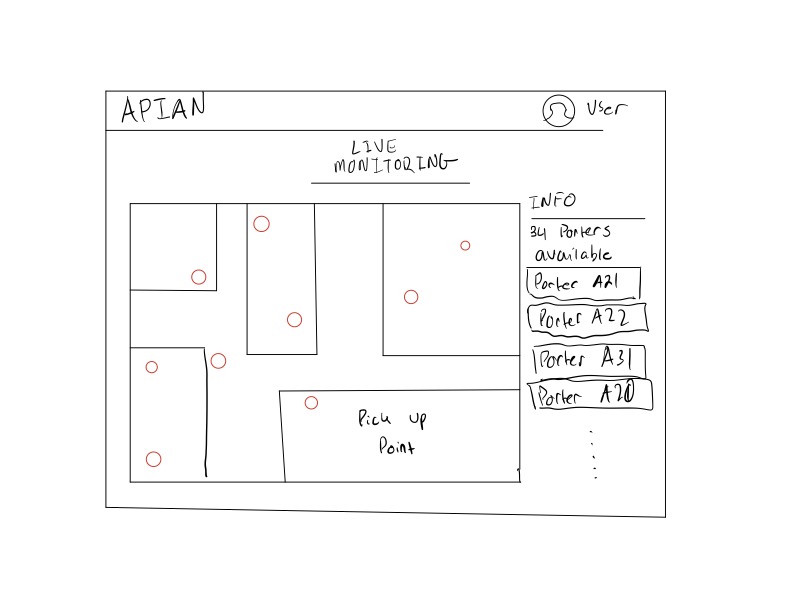 APIAN
User
LIVE
MONITORING
INFO
34 Porters
available
Porter A21
Porter A22
Porter A31
Porter A20
Pick up
Point